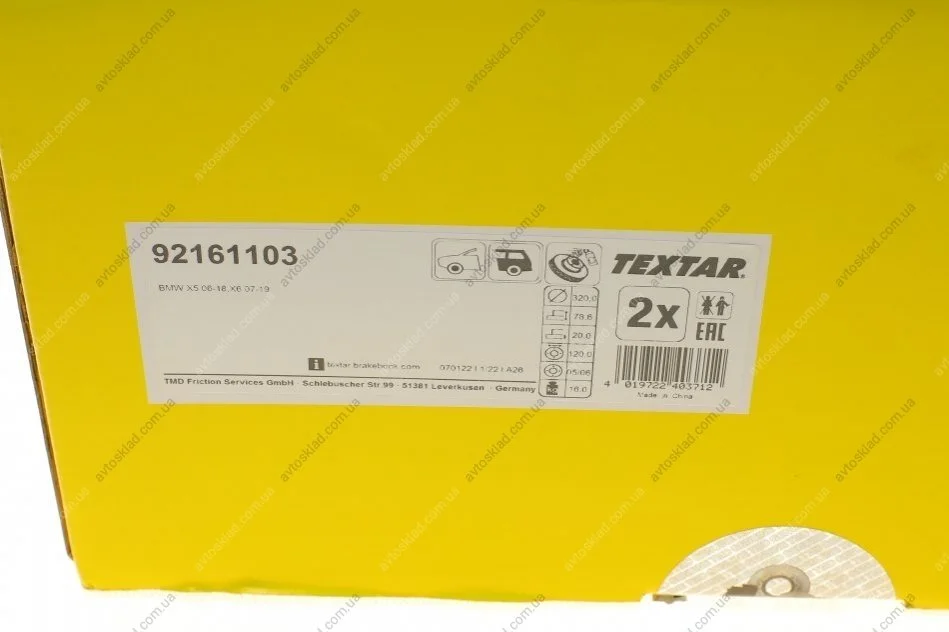 92161103
BMW X5 06-18,X6 07-19
i textar.brakebook.com
070122 | 1:22 | A26
TMD Friction Services GmbH · Schlebuscher Str 99 · 51381 Leverkusen · Germany
320,0
78,6
20,0
120,0
05/06
16,0
TEXTAR®
2x
EAC
4 019722 403712
Made in China
avtosklad.com.ua